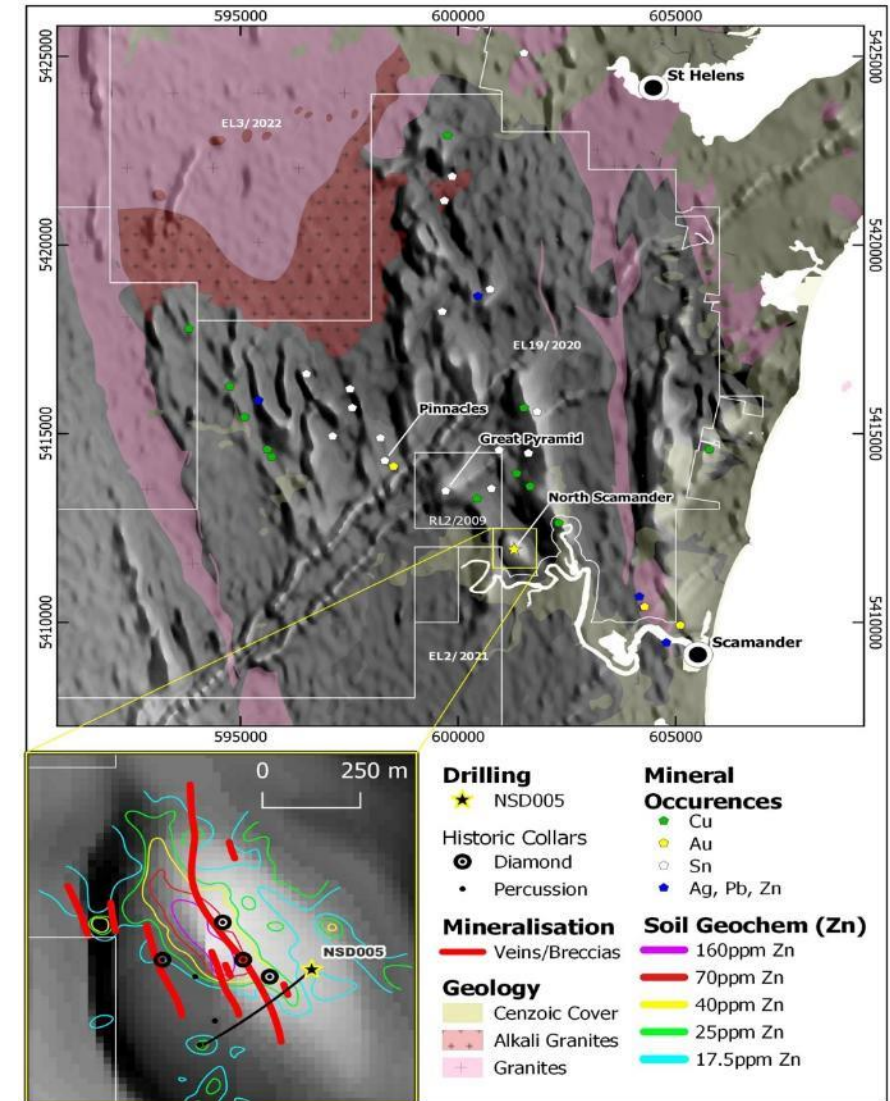 595000
600000
605000
5425000
5425000
St Helens
EL3/2022
5420000
5420000
EL19/2020
Pinnacles
5415000
5415000
Great Pyramid
North Scamander
RL2/2009
5410000
5410000
Scamander
EL2/2021
595000
600000
605000
0
250 m
NSD005
Drilling
NSD005
Historic Collars
Diamond
Percussion
Mineralisation
Veins/Breccias
Geology
Cenzoic Cover
Alkali Granites
Granites
Mineral
Occurences
Cu
Au
Sn
Ag, Pb, Zn
Soil Geochem (Zn)
160ppm Zn
70ppm Zn
40ppm Zn
25ppm Zn
17.5ppm Zn